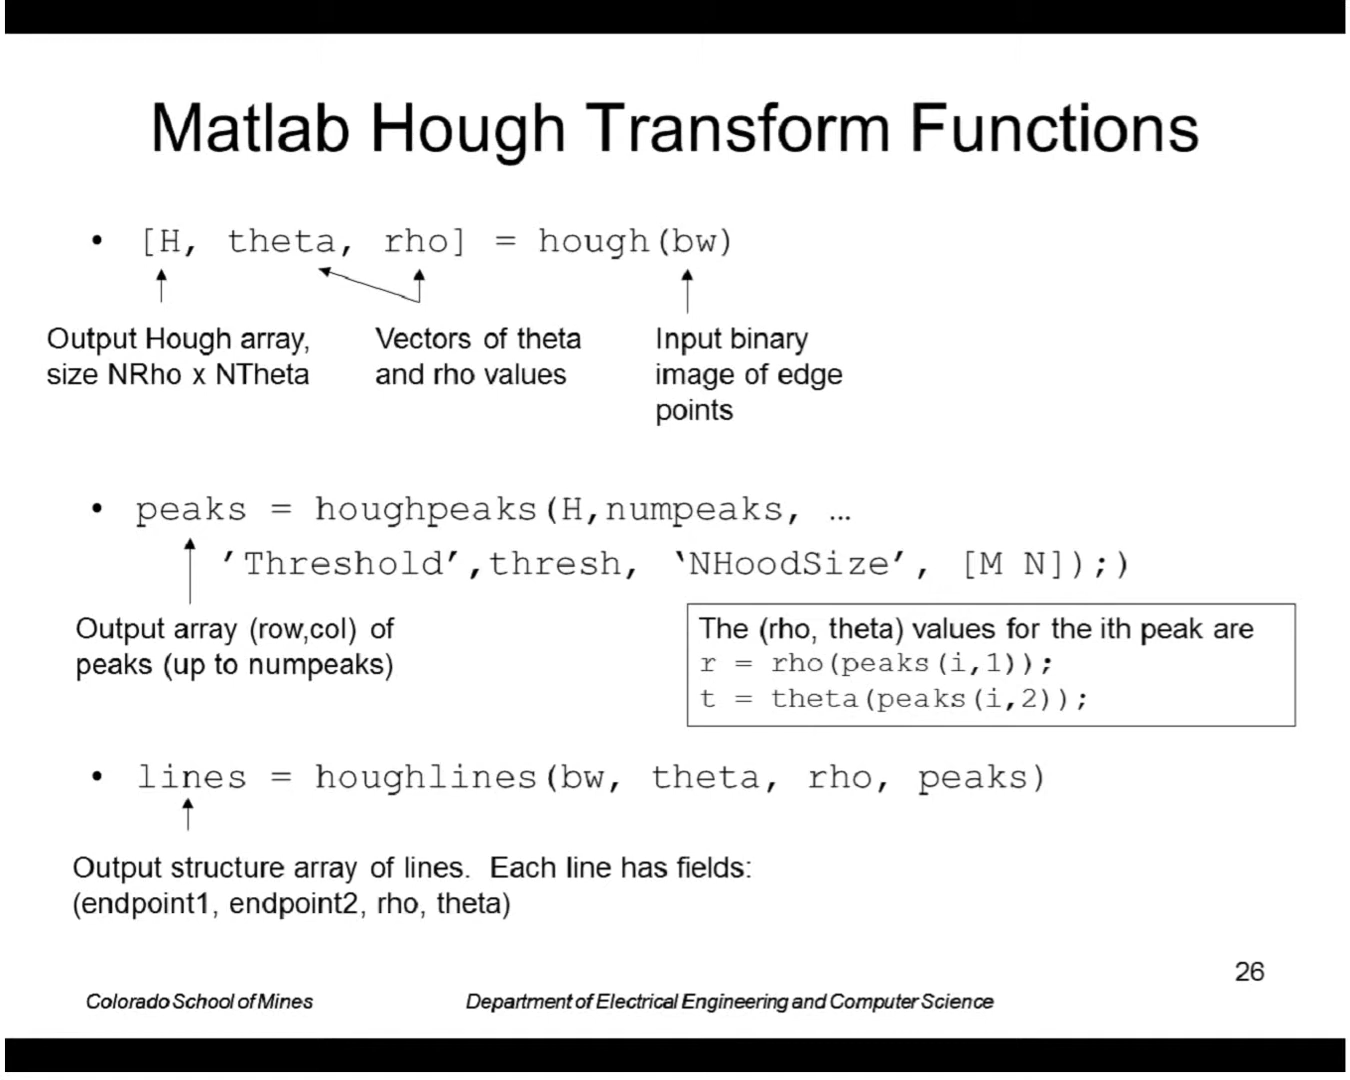 Matlab Hough Transform Functions
• [H, theta, rho] = hough(bw)
Output Hough array,
size NRho x NTheta
Vectors of theta
and rho values
Input binary
image of edge
points
• peaks = houghpeaks(H,numpeaks, …
’Threshold’,thresh, ‘NHoodSize’, [M N]);)
Output array (row,col) of
peaks (up to numpeaks)
The (rho, theta) values for the ith peak are
r = rho(peaks(i,1));
t = theta(peaks(i,2));
• lines = houghlines(bw, theta, rho, peaks)
Output structure array of lines. Each line has fields:
(endpoint1, endpoint2, rho, theta)
26
Colorado School of Mines
Department of Electrical Engineering and Computer Science